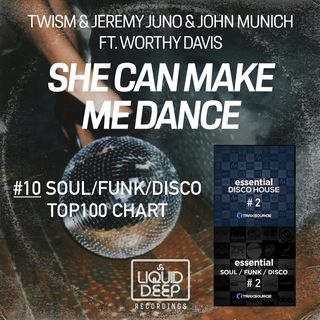 TWISM & JEREMY JUNO & JOHN MUNICH
FT. WORTHY DAVIS
SHE CAN MAKE
ME DANCE
#10 SOUL/FUNK/DISCO
TOP100 CHART
essential
DISCO HOUSE
# 2
TRAXSOURCE
essential
SOUL / FUNK / DISCO
# 2
TRAXSOURCE
LIQUID
DEEP
RECORDINGS